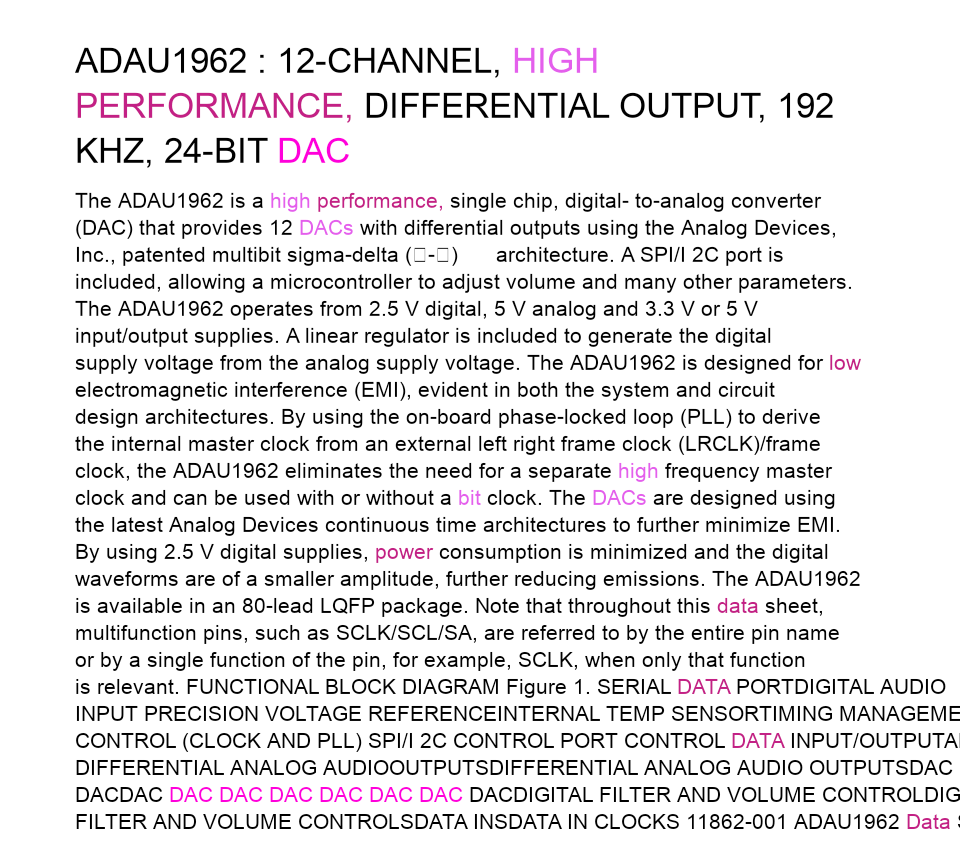 ADAU1962 : 12-CHANNEL, HIGH
PERFORMANCE, DIFFERENTIAL OUTPUT, 192
KHZ, 24-BIT DAC
The ADAU1962 is a high performance, single chip, digital- to-analog converter
(DAC) that provides 12 DACs with differential outputs using the Analog Devices,
Inc., patented multibit sigma-delta (□-□) architecture. A SPI/I 2C port is
included, allowing a microcontroller to adjust volume and many other parameters.
The ADAU1962 operates from 2.5 V digital, 5 V analog and 3.3 V or 5 V
input/output supplies. A linear regulator is included to generate the digital
supply voltage from the analog supply voltage. The ADAU1962 is designed for low
electromagnetic interference (EMI), evident in both the system and circuit
design architectures. By using the on-board phase-locked loop (PLL) to derive
the internal master clock from an external left right frame clock (LRCLK)/frame
clock, the ADAU1962 eliminates the need for a separate high frequency master
clock and can be used with or without a bit clock. The DACs are designed using
the latest Analog Devices continuous time architectures to further minimize EMI.
By using 2.5 V digital supplies, power consumption is minimized and the digital
waveforms are of a smaller amplitude, further reducing emissions. The ADAU1962
is available in an 80-lead LQFP package. Note that throughout this data sheet,
multifunction pins, such as SCLK/SCL/SA, are referred to by the entire pin name
or by a single function of the pin, for example, SCLK, when only that function
is relevant. FUNCTIONAL BLOCK DIAGRAM Figure 1. SERIAL DATA PORTDIGITAL AUDIO
INPUT PRECISION VOLTAGE REFERENCEINTERNAL TEMP SENSORTIMING MANAGEME
CONTROL (CLOCK AND PLL) SPI/I 2C CONTROL PORT CONTROL DATA INPUT/OUTPUTA
DIFFERENTIAL ANALOG AUDIOOUTPUTSDIFFERENTIAL ANALOG AUDIO OUTPUTSDAC
DACDAC DAC DAC DAC DAC DAC DAC DACDIGITAL FILTER AND VOLUME CONTROLDIG
FILTER AND VOLUME CONTROLSDATA INSDATA IN CLOCKS 11862-001 ADAU1962 Data